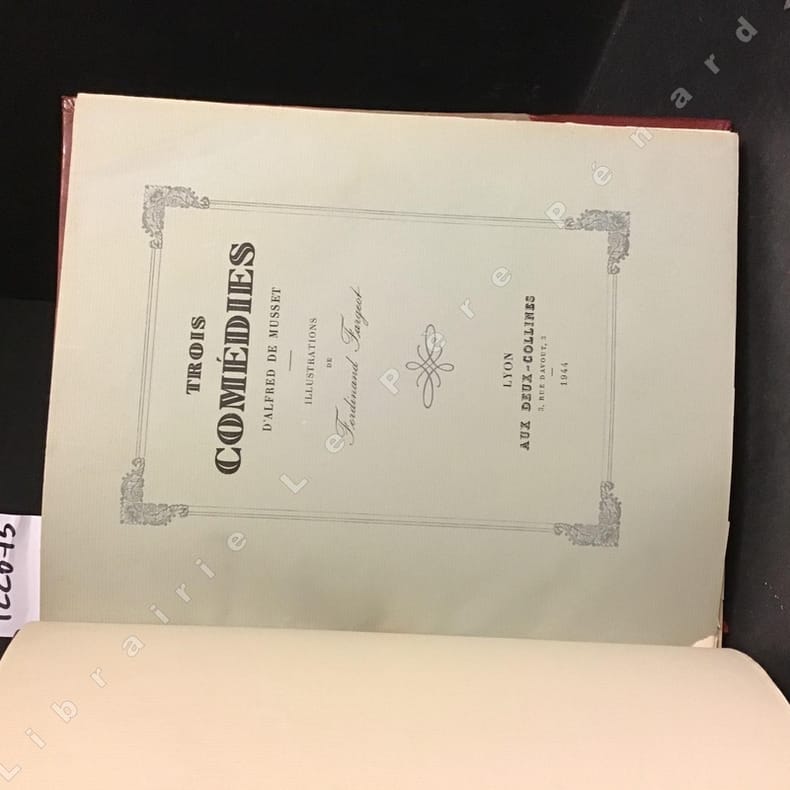 TROIS
COMÉDIES
D'ALFRED DE MUSSET
ILLUSTRATIONS
DE
Ferdinand Fargeot
LYON
AUX DEUX-COLLINES
3, RUE DAVOUT, 3
1944
Librairie Le Père Pénard
122075